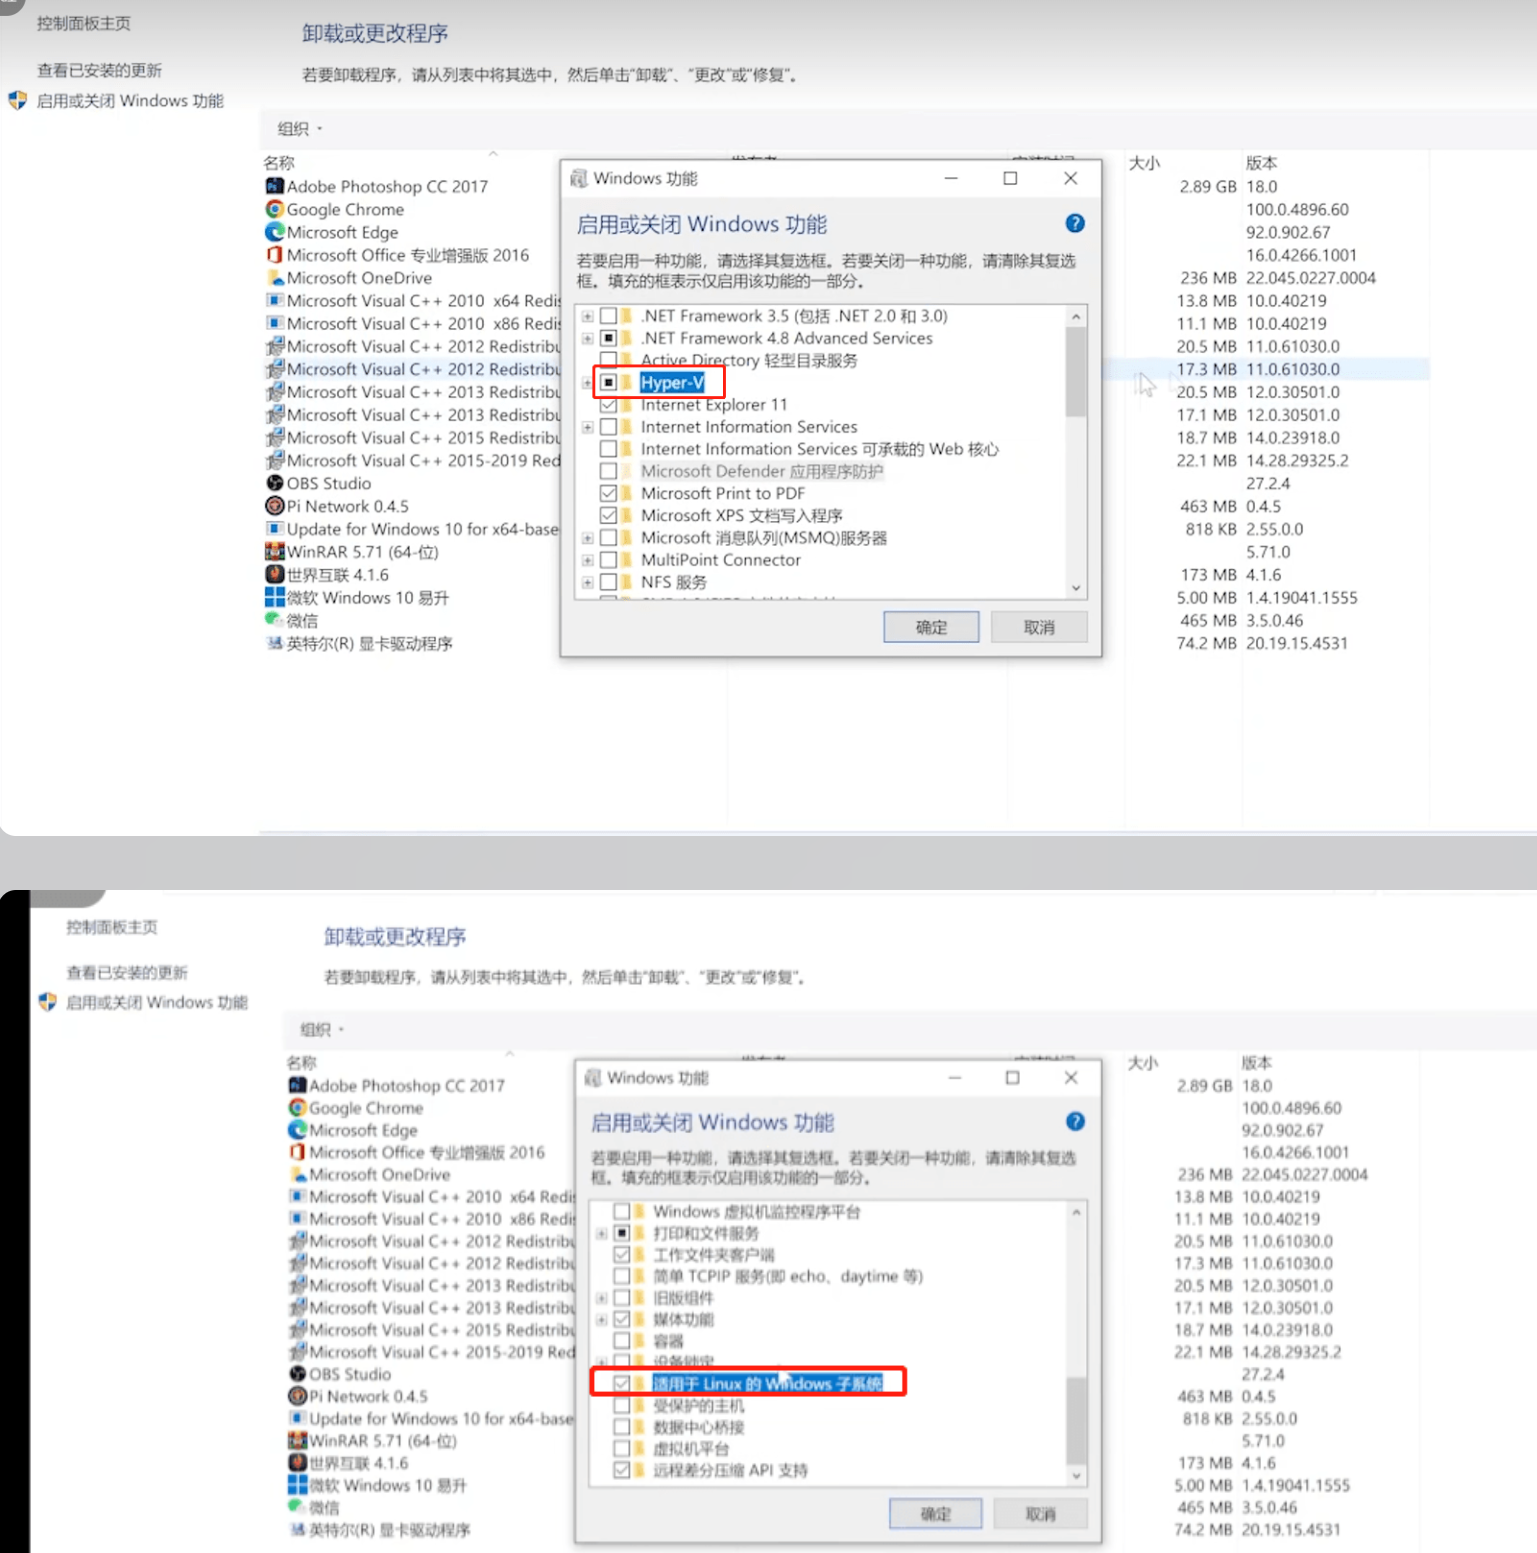 控制面板主页
卸载或更改程序
查看已安装的更新
若要卸载程序，请从列表中将其选中，然后单击“卸载”、“更改”或“修复”。
启用或关闭 Windows 功能
组织
名称
大小
版本
Adobe Photoshop CC 2017
2.89 GB 18.0
Google Chrome
100.0.4896.60
Microsoft Edge
92.0.902.67
Microsoft Office 专业增强版 2016
16.0.4266.1001
Microsoft OneDrive
236 MB 22.045.0227.0004
Microsoft Visual C++ 2010 x64 Redis
13.8 MB 10.0.40219
Microsoft Visual C++ 2010 x86 Redis
11.1 MB 10.0.40219
Microsoft Visual C++ 2012 Redistribu
20.5 MB 11.0.61030.0
Microsoft Visual C++ 2012 Redistribu
17.3 MB 11.0.61030.0
Microsoft Visual C++ 2013 Redistribu
20.5 MB 12.0.30501.0
Microsoft Visual C++ 2013 Redistribu
17.1 MB 12.0.30501.0
Microsoft Visual C++ 2015 Redistribu
18.7 MB 14.0.23918.0
Microsoft Visual C++ 2015-2019 Red
22.1 MB 14.28.29325.2
OBS Studio
27.2.4
Pi Network 0.4.5
463 MB 0.4.5
Update for Windows 10 for x64-base
818 KB 2.55.0.0
WinRAR 5.71 (64-位)
5.71.0
世界互联 4.1.6
173 MB 4.1.6
微软 Windows 10 易升
5.00 MB 1.4.19041.1555
微信
465 MB 3.5.0.46
英特尔(R) 显卡驱动程序
74.2 MB 20.19.15.4531
Windows 功能
启用或关闭 Windows 功能
若要启用一种功能，请选择其复选框。若要关闭一种功能，请清除其复选
框。填充的框表示仅启用该功能的一部分。
.NET Framework 3.5 (包括 .NET 2.0 和 3.0)
.NET Framework 4.8 Advanced Services
Active Directory 轻型目录服务
Hyper-V
Internet Explorer 11
Internet Information Services
Internet Information Services 可承载的 Web 核心
Microsoft Defender 应用程序防护
Microsoft Print to PDF
Microsoft XPS 文档写入程序
Microsoft 消息队列(MSMQ)服务器
MultiPoint Connector
NFS 服务
确定
取消
控制面板主页
卸载或更改程序
查看已安装的更新
若要卸载程序，请从列表中将其选中，然后单击“卸载”、“更改”或“修复”。
启用或关闭 Windows 功能
组织
名称
大小
版本
Adobe Photoshop CC 2017
2.89 GB 18.0
Google Chrome
100.0.4896.60
Microsoft Edge
92.0.902.67
Microsoft Office 专业增强版 2016
16.0.4266.1001
Microsoft OneDrive
236 MB 22.045.0227.0004
Microsoft Visual C++ 2010 x64 Redis
13.8 MB 10.0.40219
Microsoft Visual C++ 2010 x86 Redis
11.1 MB 10.0.40219
Microsoft Visual C++ 2012 Redistribu
20.5 MB 11.0.61030.0
Microsoft Visual C++ 2012 Redistribu
17.3 MB 11.0.61030.0
Microsoft Visual C++ 2013 Redistribu
20.5 MB 12.0.30501.0
Microsoft Visual C++ 2013 Redistribu
17.1 MB 12.0.30501.0
Microsoft Visual C++ 2015 Redistribu
18.7 MB 14.0.23918.0
Microsoft Visual C++ 2015-2019 Red
22.1 MB 14.28.29325.2
OBS Studio
27.2.4
Pi Network 0.4.5
463 MB 0.4.5
Update for Windows 10 for x64-base
818 KB 2.55.0.0
WinRAR 5.71 (64-位)
5.71.0
世界互联 4.1.6
173 MB 4.1.6
微软 Windows 10 易升
5.00 MB 1.4.19041.1555
微信
465 MB 3.5.0.46
英特尔(R) 显卡驱动程序
74.2 MB 20.19.15.4531
Windows 功能
启用或关闭 Windows 功能
若要启用一种功能，请选择其复选框。若要关闭一种功能，请清除其复选
框。填充的框表示仅启用该功能的一部分。
Windows 虚拟机监控程序平台
打印和文件服务
工作文件夹客户端
简单 TCPIP 服务(即 echo、daytime 等)
旧版组件
媒体功能
容器
设备锁定
适用于 Linux 的 Windows 子系统
受保护的主机
数据中心桥接
虚拟机平台
远程差分压缩 API 支持
确定
取消